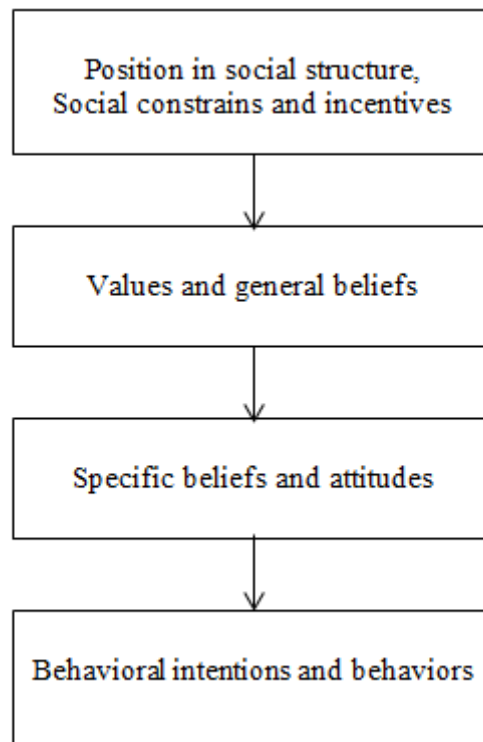 Position in social structure,
Social constrains and incentives
Values and general beliefs
Specific beliefs and attitudes
Behavioral intentions and behaviors